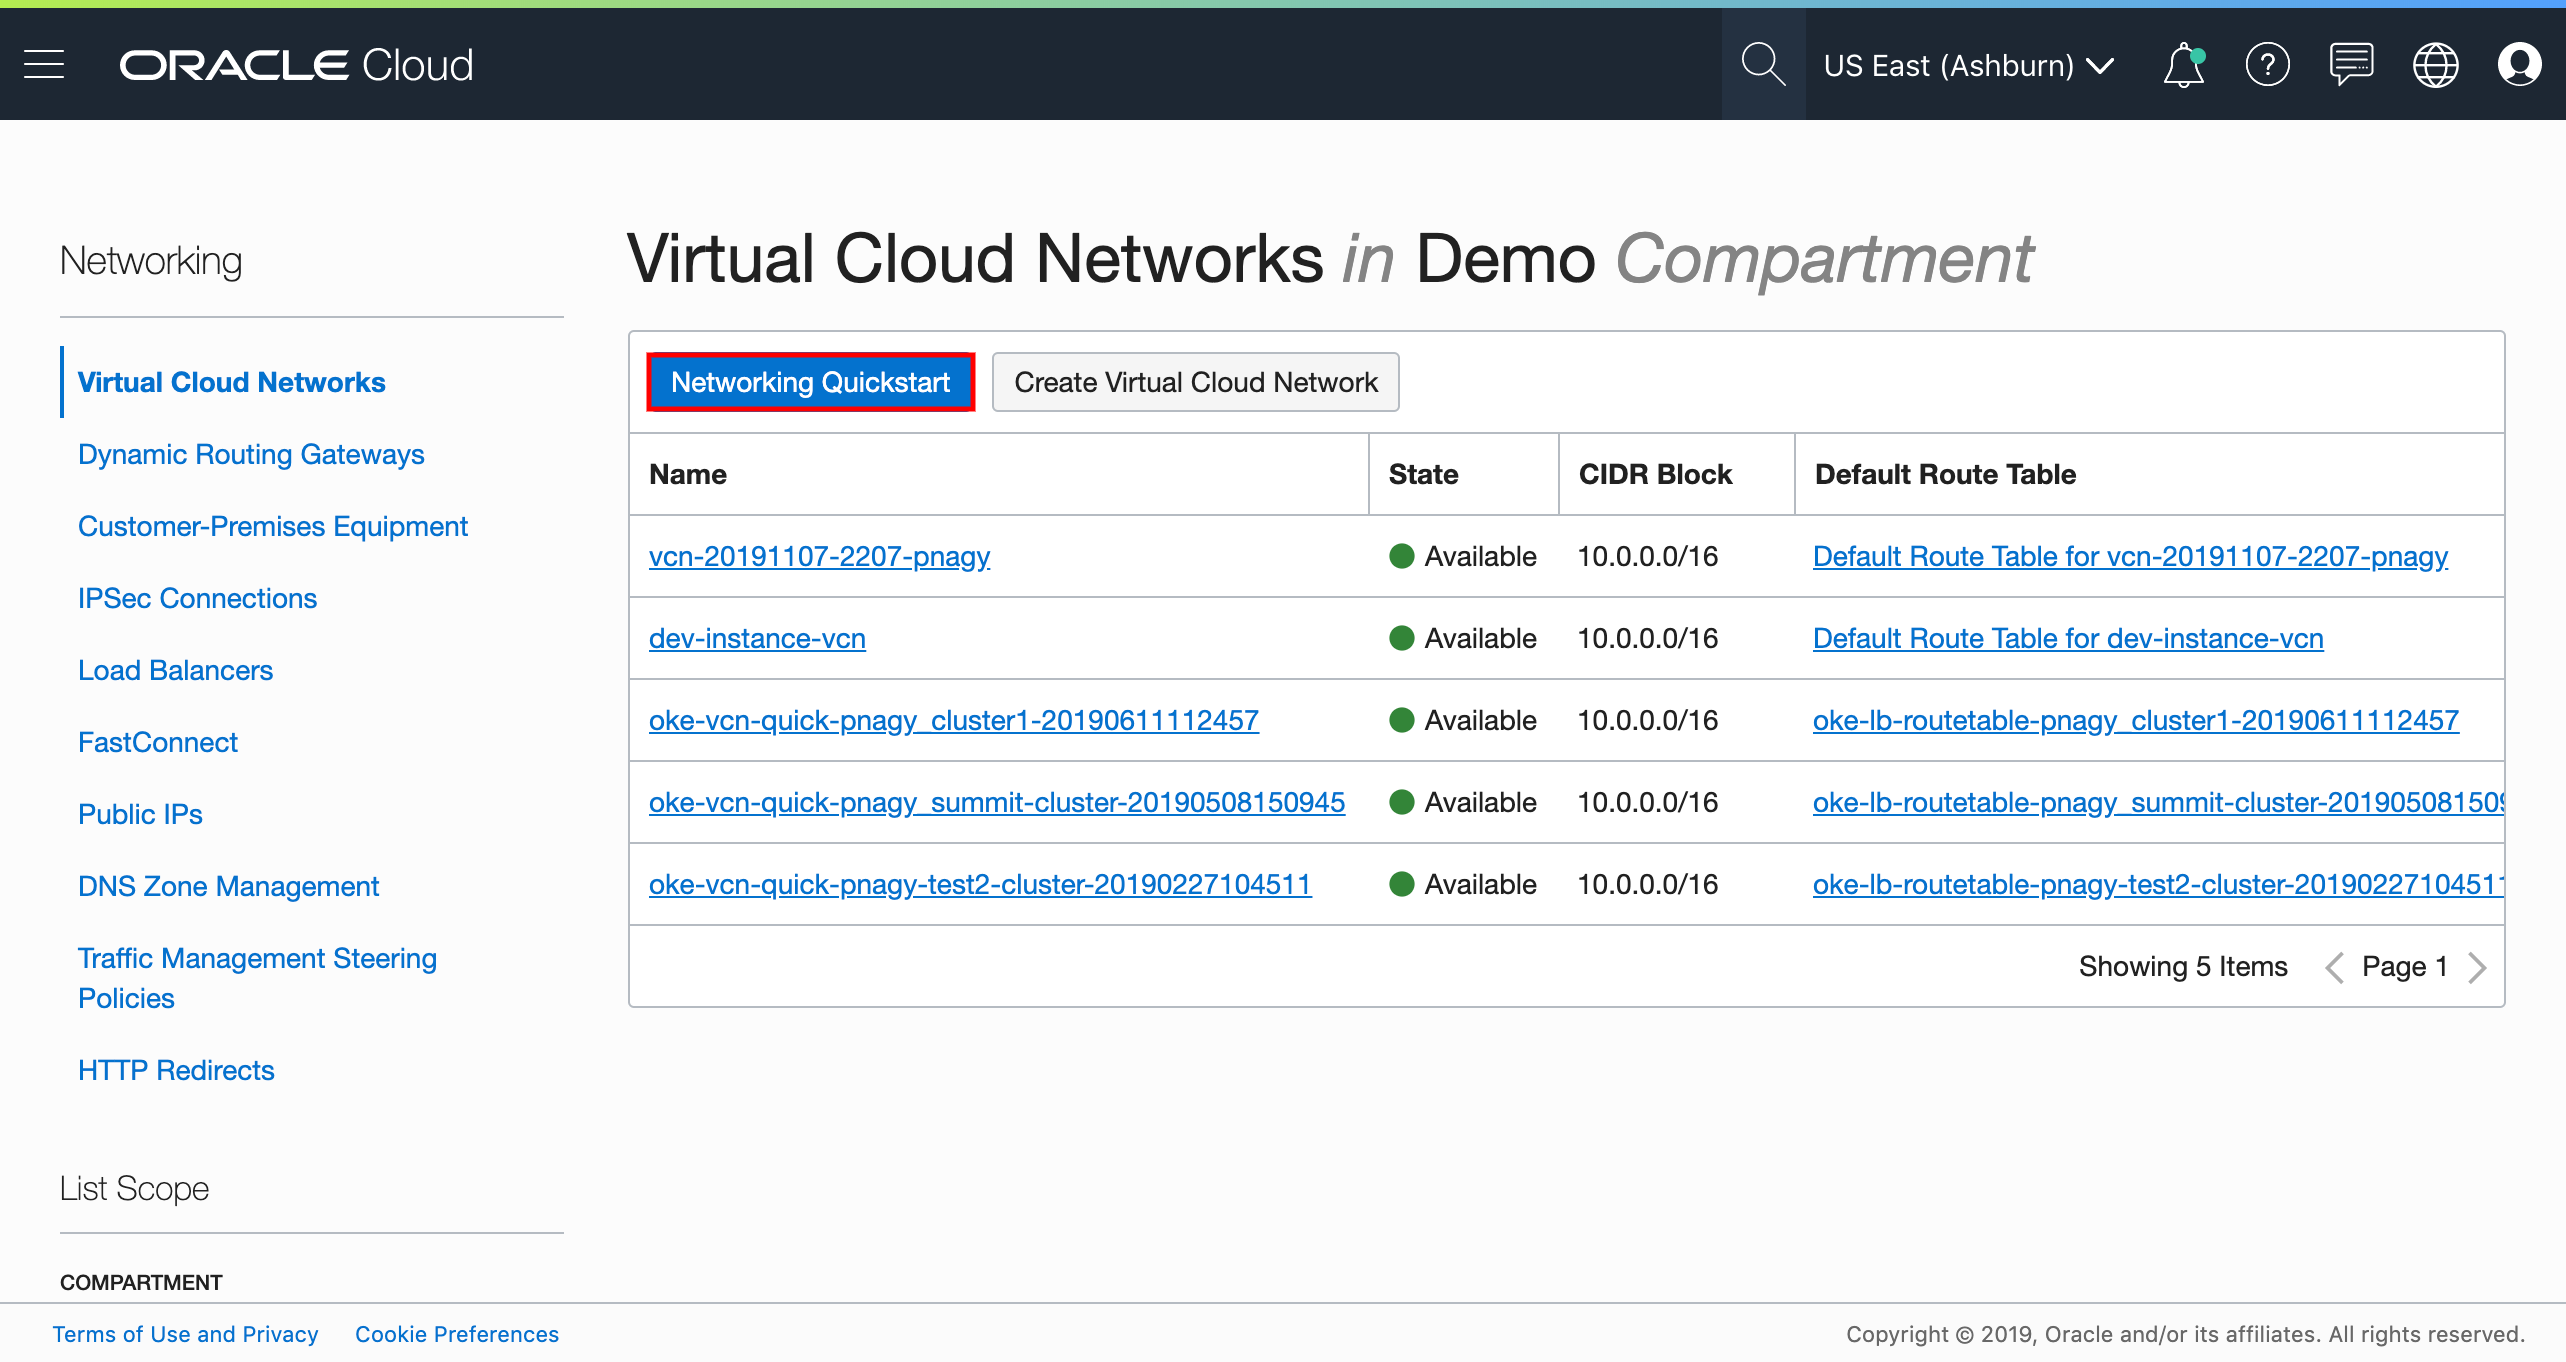 ORACLE Cloud
US East (Ashburn)
Networking
Virtual Cloud Networks
Dynamic Routing Gateways
Customer-Premises Equipment
IPSec Connections
Load Balancers
FastConnect
Public IPs
DNS Zone Management
Traffic Management Steering
Policies
HTTP Redirects
List Scope
COMPARTMENT
Virtual Cloud Networks in Demo Compartment
Networking Quickstart Create Virtual Cloud Network
Name State CIDR Block Default Route Table
vcn-20191107-2207-pnagy Available 10.0.0.0/16 Default Route Table for vcn-20191107-2207-pnagy
dev-instance-vcn Available 10.0.0.0/16 Default Route Table for dev-instance-vcn
oke-vcn-quick-pnagy_cluster1-20190611112457 Available 10.0.0.0/16 oke-lb-routetable-pnagy_cluster1-20190611112457
oke-vcn-quick-pnagy_summit-cluster-20190508150945 Available 10.0.0.0/16 oke-lb-routetable-pnagy_summit-cluster-201905081509
oke-vcn-quick-pnagy-test2-cluster-20190227104511 Available 10.0.0.0/16 oke-lb-routetable-pnagy-test2-cluster-20190227104511
Showing 5 Items Page 1
Terms of Use and Privacy Cookie Preferences Copyright © 2019, Oracle and/or its affiliates. All rights reserved.